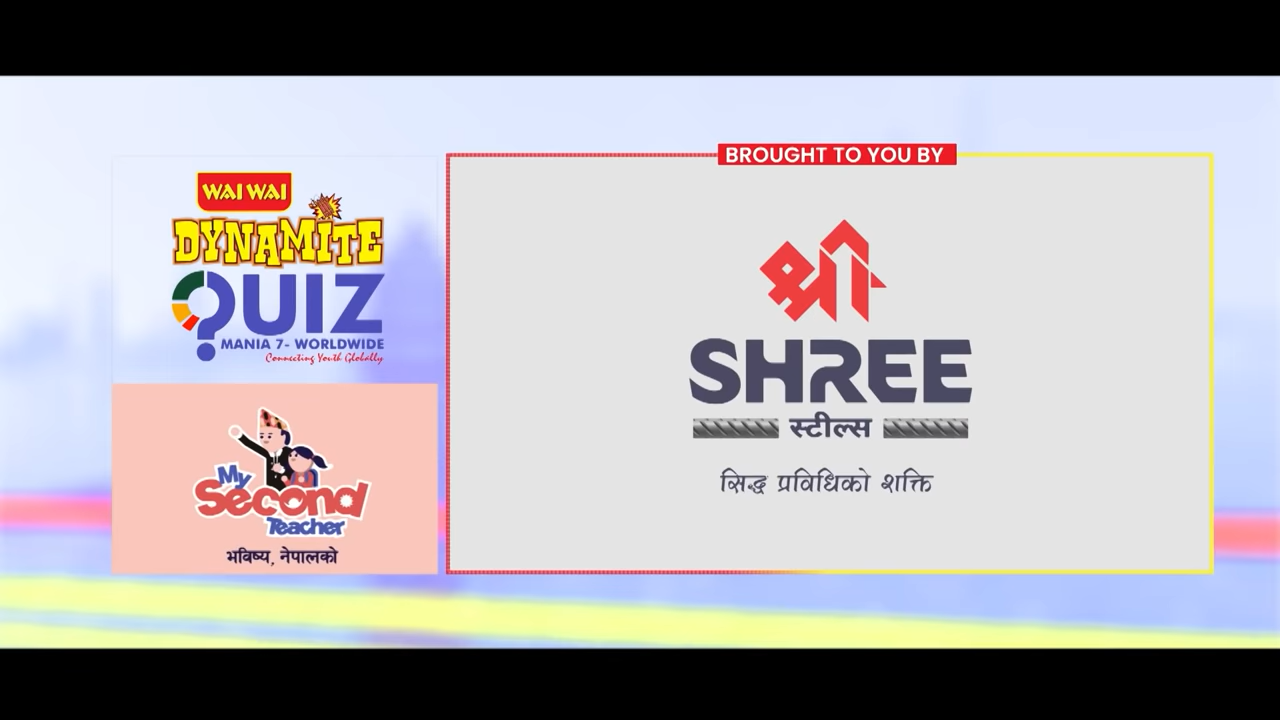 WAI WAI
DYNAMITE
QUIZ
MANIA 7- WORLDWIDE
Connecting Youth Globally
My
Second
Teacher
भविष्य, नेपालको
BROUGHT TO YOU BY
श्री
SHREE
स्टील्स
सिद्ध प्रविधिको शक्ति